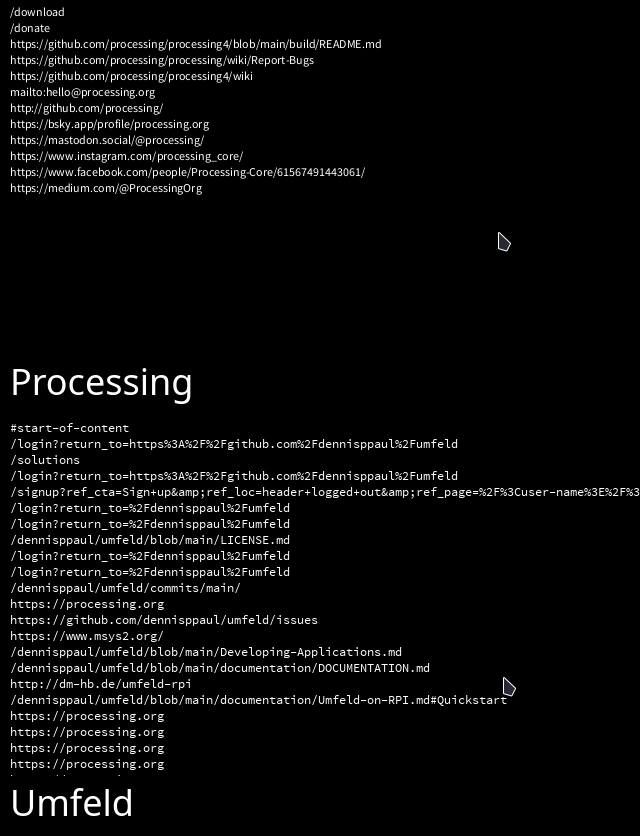 /download
/donate
https://github.com/processing/processing4/blob/main/build/README.md
https://github.com/processing/processing/wiki/Report-Bugs
https://github.com/processing/processing4/wiki
mailto:hello@processing.org
http://github.com/processing/
https://bsky.app/profile/processing.org
https://mastodon.social/@processing/
https://www.instagram.com/processing_core/
https://www.facebook.com/people/Processing-Core/61567491443061/
https://medium.com/@ProcessingOrg
Processing
#start-of-content
/login?return_to=https%3A%2F%2Fgithub.com%2Fdennisppaul%2Fumfeld
/solutions
/login?return_to=https%3A%2F%2Fgithub.com%2Fdennisppaul%2Fumfeld
/signup?ref_cta=Sign+up&amp;ref_loc=header+logged+out&amp;ref_page=%2F%3Cuser-name%3E%2F%3
/login?return_to=%2Fdennisppaul%2Fumfeld
/login?return_to=%2Fdennisppaul%2Fumfeld
/dennisppaul/umfeld/blob/main/LICENSE.md
/login?return_to=%2Fdennisppaul%2Fumfeld
/login?return_to=%2Fdennisppaul%2Fumfeld
/dennisppaul/umfeld/commits/main/
https://processing.org
https://github.com/dennisppaul/umfeld/issues
https://www.msys2.org/
/dennisppaul/umfeld/blob/main/Developing-Applications.md
/dennisppaul/umfeld/blob/main/documentation/DOCUMENTATION.md
http://dm-hb.de/umfeld-rpi
/dennisppaul/umfeld/blob/main/documentation/Umfeld-on-RPI.md#Quickstart
https://processing.org
https://processing.org
https://processing.org
https://processing.org
Umfeld